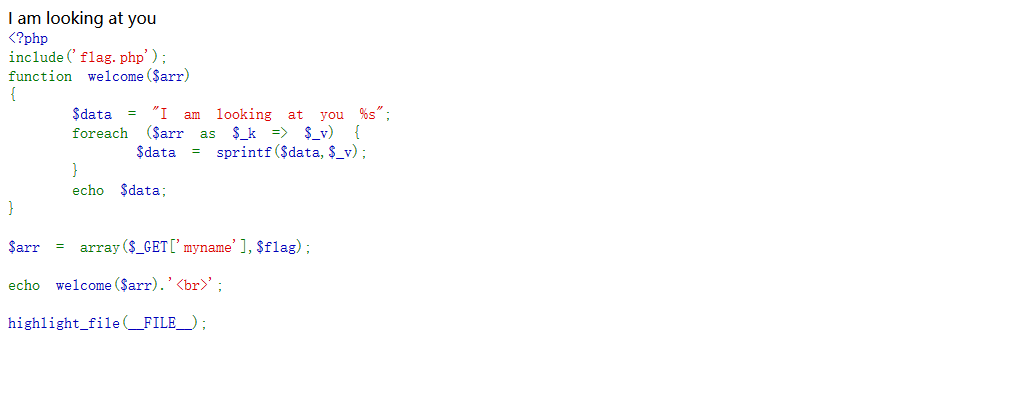 I am looking at you
<?php
include('flag.php');
function welcome($arr)
{
$data = "I am looking at you %s";
foreach ($arr as $_k => $_v) {
$data = sprintf($data,$_v);
}
echo $data;
}
$arr = array($_GET['myname'],$flag);
echo welcome($arr).'<br>';
highlight_file(__FILE__);